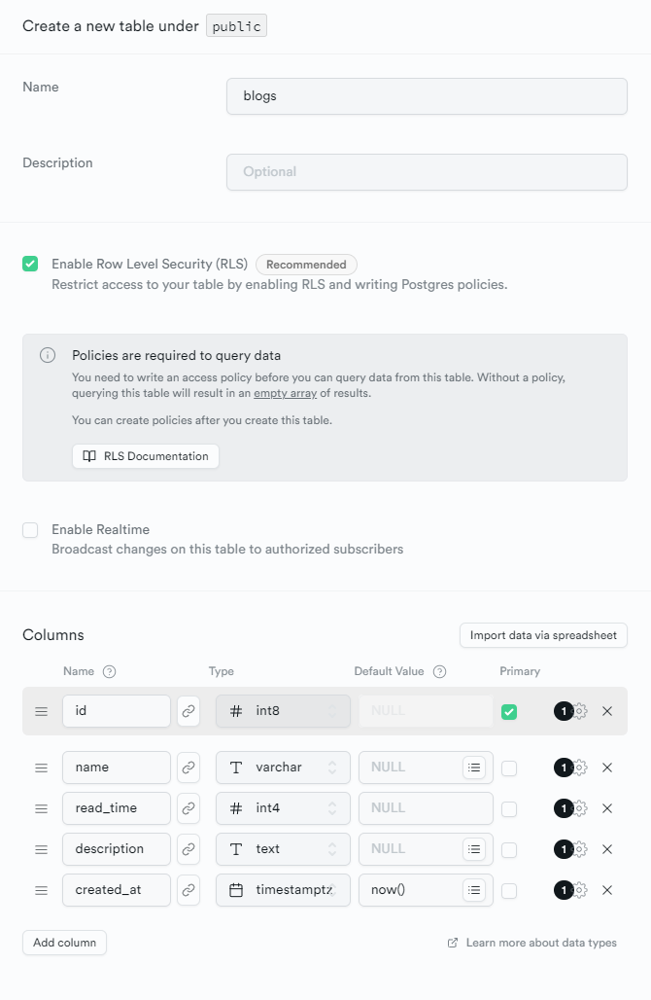 Create a new table under public
Name
blogs
Description
Optional
Enable Row Level Security (RLS) Recommended
Restrict access to your table by enabling RLS and writing Postgres policies.
Policies are required to query data
You need to write an access policy before you can query data from this table. Without a policy,
querying this table will result in an empty array of results.
You can create policies after you create this table.
RLS Documentation
Enable Realtime
Broadcast changes on this table to authorized subscribers
Columns
Import data via spreadsheet
Name Type Default Value Primary
id # int8 NULL 1
name T varchar NULL 1
read_time # int4 NULL 1
description T text NULL 1
created_at timestamptz now() 1
Add column
Learn more about data types